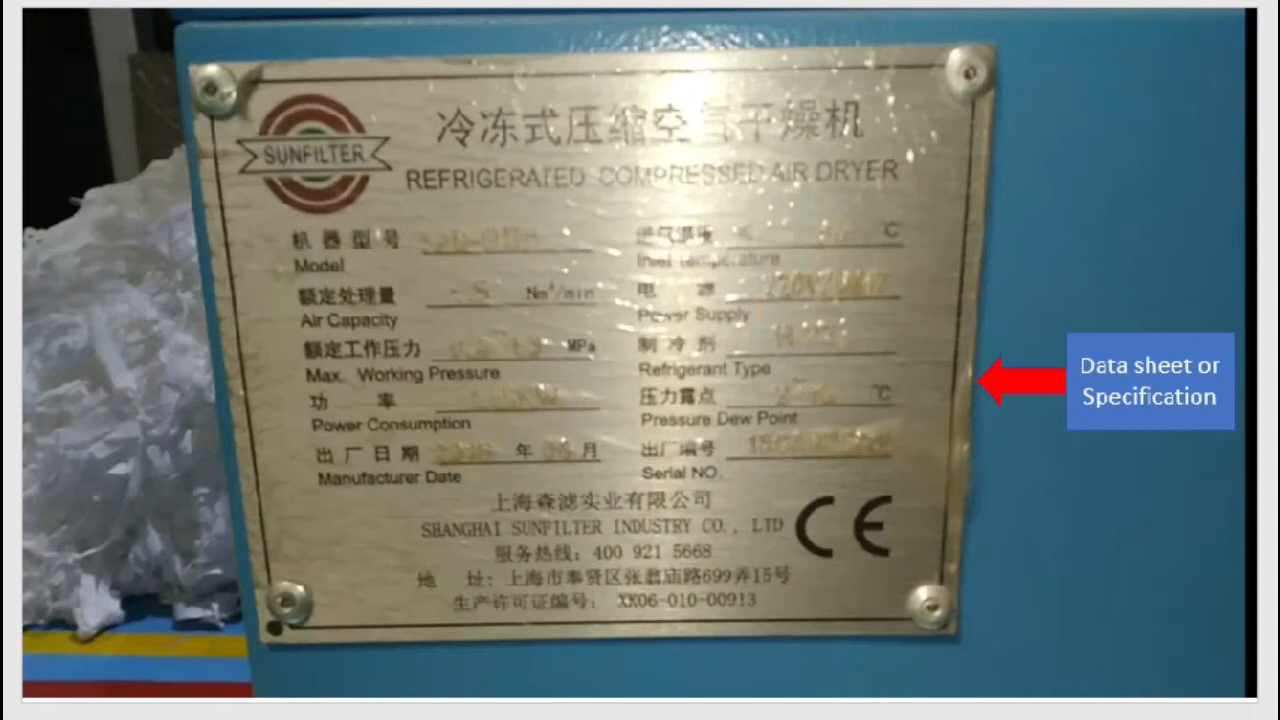 SUNFILTER
冷冻式压缩空气干燥机
REFRIGERATED COMPRESSED AIR DRYER
机器型号
Model
进气温度 ℃
Inlet Temperature
额定处理量 Nm³/min
Air Capacity
电 源
Power Supply
额定工作压力 MPa
Max. Working Pressure
制冷剂
Refrigerant Type
功 率
Power Consumption
压力露点 ℃
Pressure Dew Point
出厂日期 年 月
Manufacturer Date
出厂编号
Serial NO.
上海森滤实业有限公司
SHANGHAI SUNFILTER INDUSTRY CO., LTD
CE
服务热线: 400 921 5668
地 址: 上海市奉贤区张翁庙路699弄15号
生产许可证编号: XK06-010-00913
Data sheet or
Specification